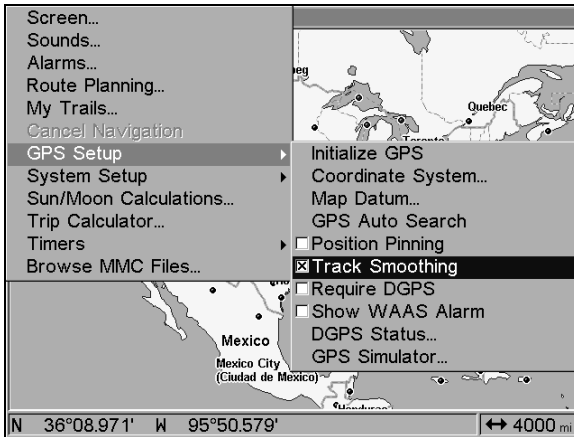 Screen...
Sounds...
Alarms...
Route Planning...
My Trails...
Cancel Navigation
GPS Setup
System Setup
Sun/Moon Calculations...
Trip Calculator...
Timers
Browse MMC Files...
Initialize GPS
Coordinate System...
Map Datum...
GPS Auto Search
Position Pinning
Track Smoothing
Require DGPS
Show WAAS Alarm
DGPS Status...
GPS Simulator...
Quebec
Toronto
Mexico
Mexico City
(Ciudad de Mexico)
N 36°08.971' W 95°50.579' ↔ 4000 mi